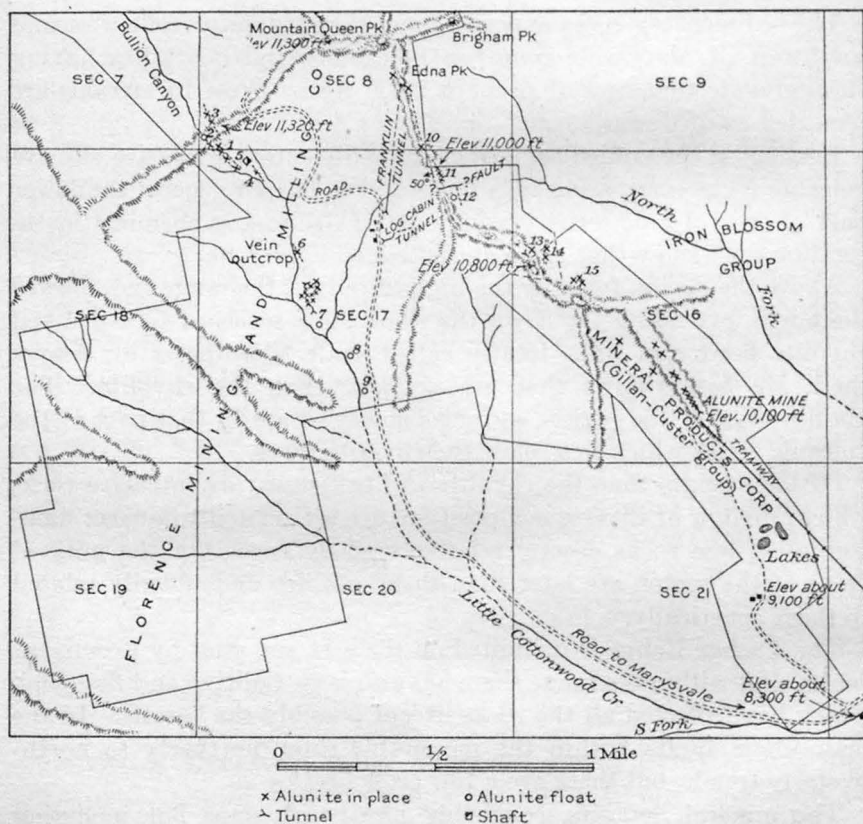 Mountain Queen Pk
Elev 11,300 ft
Brigham Pk
Bullion Canyon
SEC 7
SEC 8
SEC 9
Edna Pk
3
Elev 11,320 ft
1
5
4
10
Elev 11,000 ft
11
50°
?
? FAULT
12
FRANKLIN TUNNEL
ROAD
LOG CABIN TUNNEL
North Fork
IRON BLOSSOM GROUP
Vein outcrop
6
13
14
Elev 10,800 ft
15
SEC 18
7
SEC 17
SEC 16
8
9
MINERAL PRODUCTS CORP
(Gillan-Custer group)
ALUNITE MINE
Elev. 10,100 ft
TRAMWAY
FLORENCE MINING AND MILLING CO
Lakes
SEC 19
SEC 20
SEC 21
Elev about 9,100 ft
Little Cottonwood Cr
Road to Marysvale
Elev about 8,300 ft
S Fork
0 1/2 1 Mile
x Alunite in place o Alunite float
Tunnel Shaft